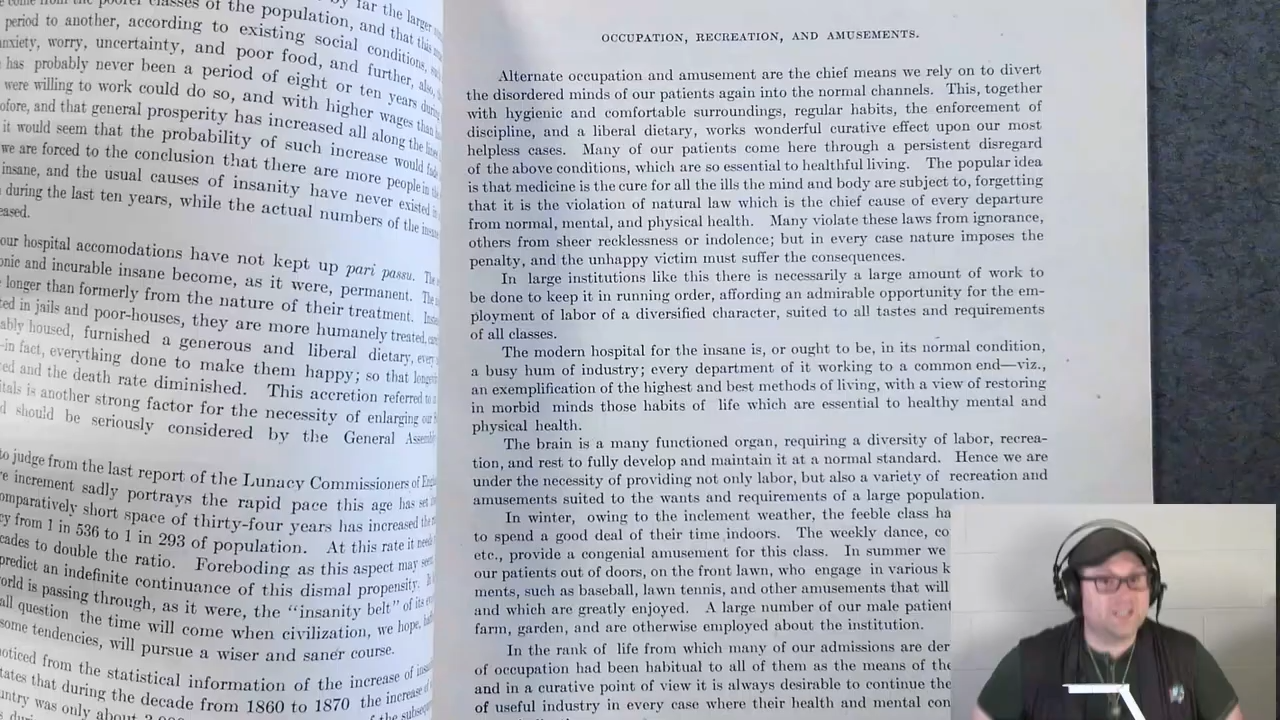 far the larger
classes of the population, and that this
period to another, according to existing social conditions,
anxiety, worry, uncertainty, and poor food, and further, also,
has probably never been a period of eight or ten years
were willing to work could do so, and with higher wages than
and that general prosperity has increased all along the
it would seem that the probability of such increase would
we are forced to the conclusion that there are more people in
insane, and the usual causes of insanity have never existed
during the last ten years, while the actual numbers of the
our hospital accomodations have not kept up pari passu.
and incurable insane become, as it were, permanent.
longer than formerly from the nature of their treatment.
in jails and poor-houses, they are more humanely treated,
housed, furnished a generous and liberal dietary,
in fact, everything done to make them happy; so that
and the death rate diminished. This accretion referred
is another strong factor for the necessity of enlarging our
should be seriously considered by the General
to judge from the last report of the Lunacy Commissioners of
increment sadly portrays the rapid pace this age has
comparatively short space of thirty-four years has increased the
from 1 in 536 to 1 in 293 of population. At this rate it
to double the ratio. Foreboding as this aspect may
predict an indefinite continuance of this dismal propensity.
is passing through, as it were, the "insanity belt" of its
all question the time will come when civilization, we hope,
some tendencies, will pursue a wiser and saner course.
noticed from the statistical information of the increase of
that during the decade from 1860 to 1870 the increase
was only about
OCCUPATION, RECREATION, AND AMUSEMENTS.
Alternate occupation and amusement are the chief means we rely on to divert
the disordered minds of our patients again into the normal channels. This, together
with hygienic and comfortable surroundings, regular habits, the enforcement of
discipline, and a liberal dietary, works wonderful curative effect upon our most
helpless cases. Many of our patients come here through a persistent disregard
of the above conditions, which are so essential to healthful living. The popular idea
is that medicine is the cure for all the ills the mind and body are subject to, forgetting
that it is the violation of natural law which is the chief cause of every departure
from normal, mental, and physical health. Many violate these laws from ignorance,
others from sheer recklessness or indolence; but in every case nature imposes the
penalty, and the unhappy victim must suffer the consequences.
In large institutions like this there is necessarily a large amount of work to
be done to keep it in running order, affording an admirable opportunity for the em-
ployment of labor of a diversified character, suited to all tastes and requirements
of all classes.
The modern hospital for the insane is, or ought to be, in its normal condition,
a busy hum of industry; every department of it working to a common end—viz.,
an exemplification of the highest and best methods of living, with a view of restoring
in morbid minds those habits of life which are essential to healthy mental and
physical health.
The brain is a many functioned organ, requiring a diversity of labor, recrea-
tion, and rest to fully develop and maintain it at a normal standard. Hence we are
under the necessity of providing not only labor, but also a variety of recreation and
amusements suited to the wants and requirements of a large population.
In winter, owing to the inclement weather, the feeble class ha
to spend a good deal of their time indoors. The weekly dance, co
etc., provide a congenial amusement for this class. In summer we
our patients out of doors, on the front lawn, who engage in various k
ments, such as baseball, lawn tennis, and other amusements that will
and which are greatly enjoyed. A large number of our male patient
farm, garden, and are otherwise employed about the institution.
In the rank of life from which many of our admissions are der
of occupation had been habitual to all of them as the means of the
and in a curative point of view it is always desirable to continue the
of useful industry in every case where their health and mental con